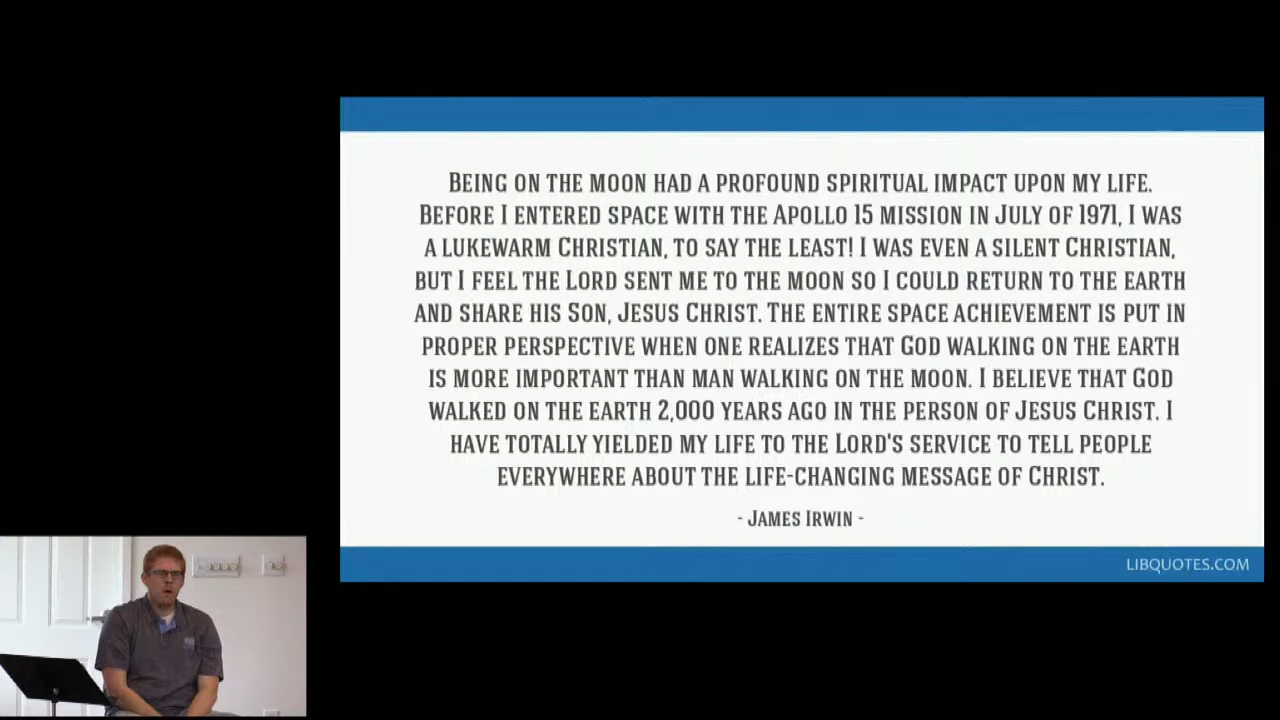 Being on the moon had a profound spiritual impact upon my life.
Before I entered space with the Apollo 15 mission in July of 1971, I was
a lukewarm Christian, to say the least! I was even a silent Christian,
but I feel the Lord sent me to the moon so I could return to the earth
and share his Son, Jesus Christ. The entire space achievement is put in
proper perspective when one realizes that God walking on the earth
is more important than man walking on the moon. I believe that God
walked on the earth 2,000 years ago in the person of Jesus Christ. I
have totally yielded my life to the Lord's service to tell people
everywhere about the life-changing message of Christ.
- James Irwin -
LIBQUOTES.COM